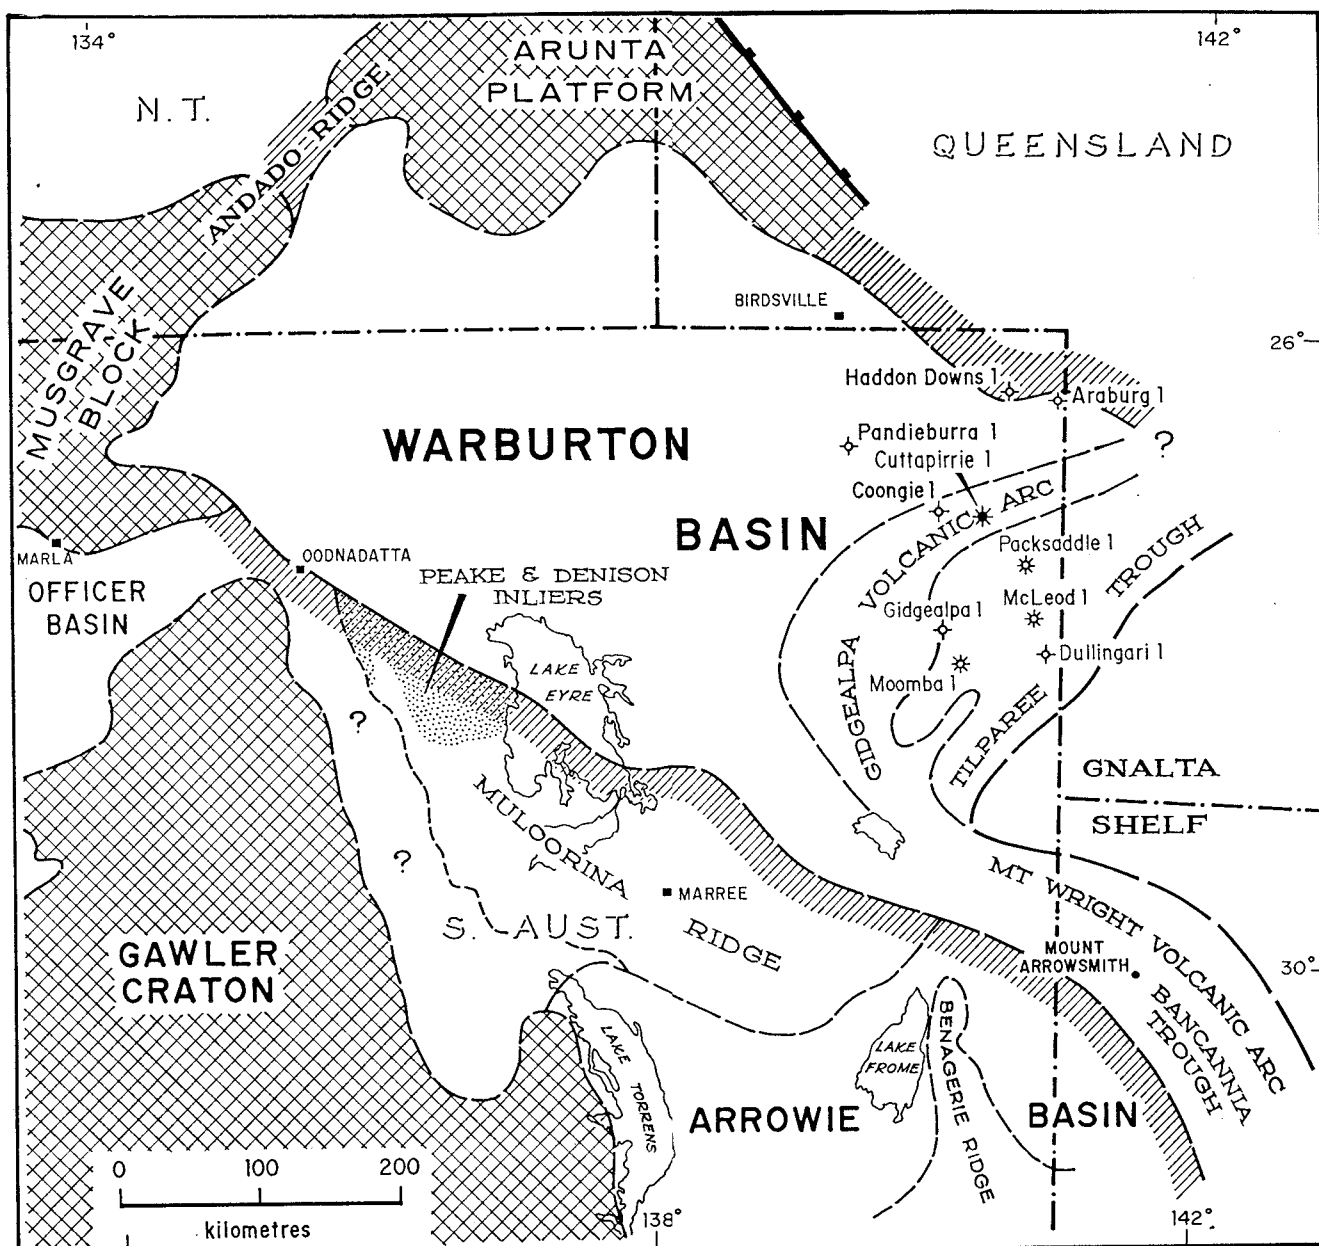 134°
142°
ARUNTA
PLATFORM
N. T.
ANDADO RIDGE
QUEENSLAND
MUSGRAVE
BLOCK
BIRDSVILLE
26°
Haddon Downs 1
Araburg 1
WARBURTON
BASIN
Pandieburra 1
Cuttapirrie 1
Coongie 1
?
GIDGEALPA VOLCANIC ARC
Packsaddle 1
McLeod 1
Gidgealpa 1
Dullingari 1
Moomba 1
TILPAREE TROUGH
MARLA
OODNADATTA
OFFICER
BASIN
PEAKE & DENISON
INLIERS
LAKE
EYRE
?
?
GNALTA
SHELF
MULOORINA
RIDGE
MARREE
S. AUST.
MT WRIGHT VOLCANIC ARC
MOUNT
ARROWSMITH
30°
BANCANNIA
TROUGH
GAWLER
CRATON
LAKE
TORRENS
LAKE
FROME
BENAGERIE RIDGE
ARROWIE
BASIN
0 100 200
kilometres
138°
142°